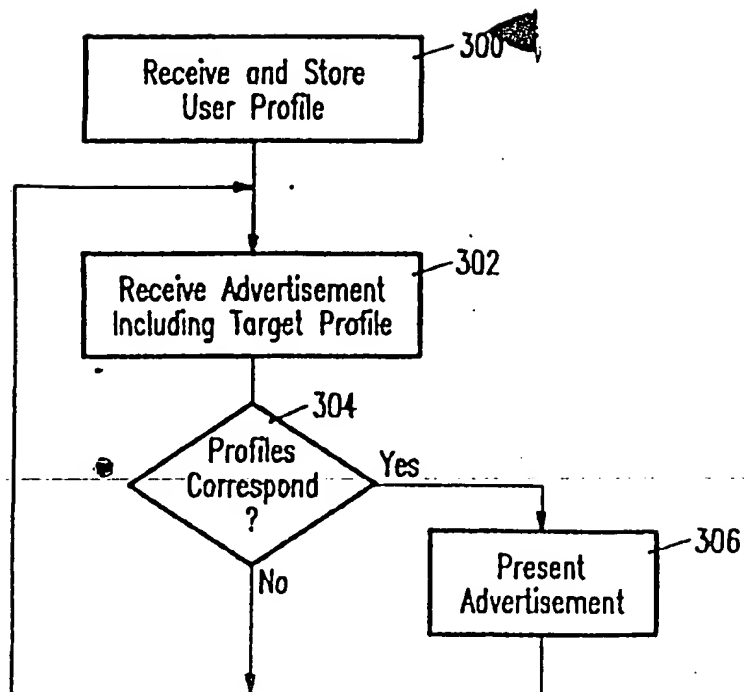 300
Receive and Store
User Profile
302
Receive Advertisement
Including Target Profile
304
Profiles
Correspond
?
Yes
No
306
Present
Advertisement